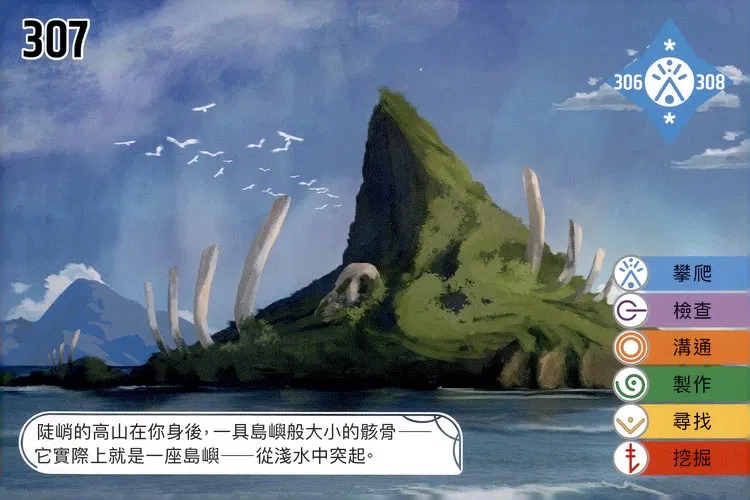 307
*
306 308
*
攀爬
檢查
溝通
製作
尋找
挖掘
陡峭的高山在你身後,一具島嶼般大小的骸骨——
它實際上就是一座島嶼——從淺水中突起。